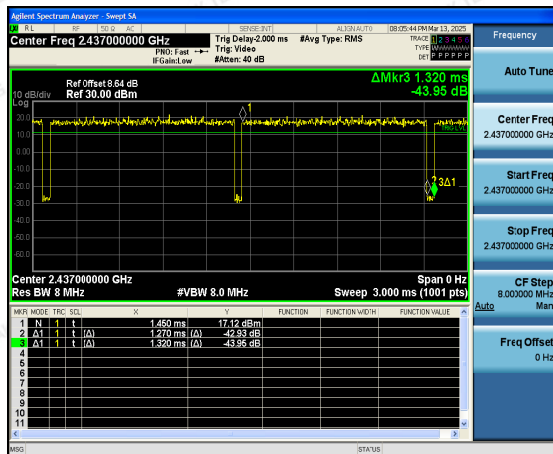 Agilent Spectrum Analyzer - Swept SA
RL RF 50 Ω AC SENSE:INT ALIGN AUTO 08:05:44 PM Mar 13, 2025
Center Freq 2.437000000 GHz
PNO: Fast
IFGain:Low
Trig Delay-2.000 ms
Trig: Video
#Atten: 40 dB
#Avg Type: RMS
TRACE 1 2 3 4 5 6
TYPE WWWWWW
DET P P P P P P
Frequency
Auto Tune
Center Freq
2.437000000 GHz
Start Freq
2.437000000 GHz
Stop Freq
2.437000000 GHz
CF Step
8.000000 MHz
Auto Man
Freq Offset
0 Hz
ΔMkr3 1.320 ms
-43.95 dB
Ref Offset 8.64 dB
Ref 30.00 dBm
10 dB/div
Log
20.0
10.0
0.00
-10.0
-20.0
-30.0
-40.0
-50.0
-60.0
1
TRIG LVL
2
3Δ1
Center 2.437000000 GHz
Span 0 Hz
Res BW 8 MHz
#VBW 8.0 MHz
Sweep 3.000 ms (1001 pts)
MKR MODE TRC SCL X Y FUNCTION FUNCTION WIDTH FUNCTION VALUE
1 N 1 t 1.450 ms 17.12 dBm
2 Δ1 1 t (Δ) 1.270 ms (Δ) -42.93 dB
3 Δ1 1 t (Δ) 1.320 ms (Δ) -43.95 dB
4
5
6
7
8
9
10
11
MSG
STATUS